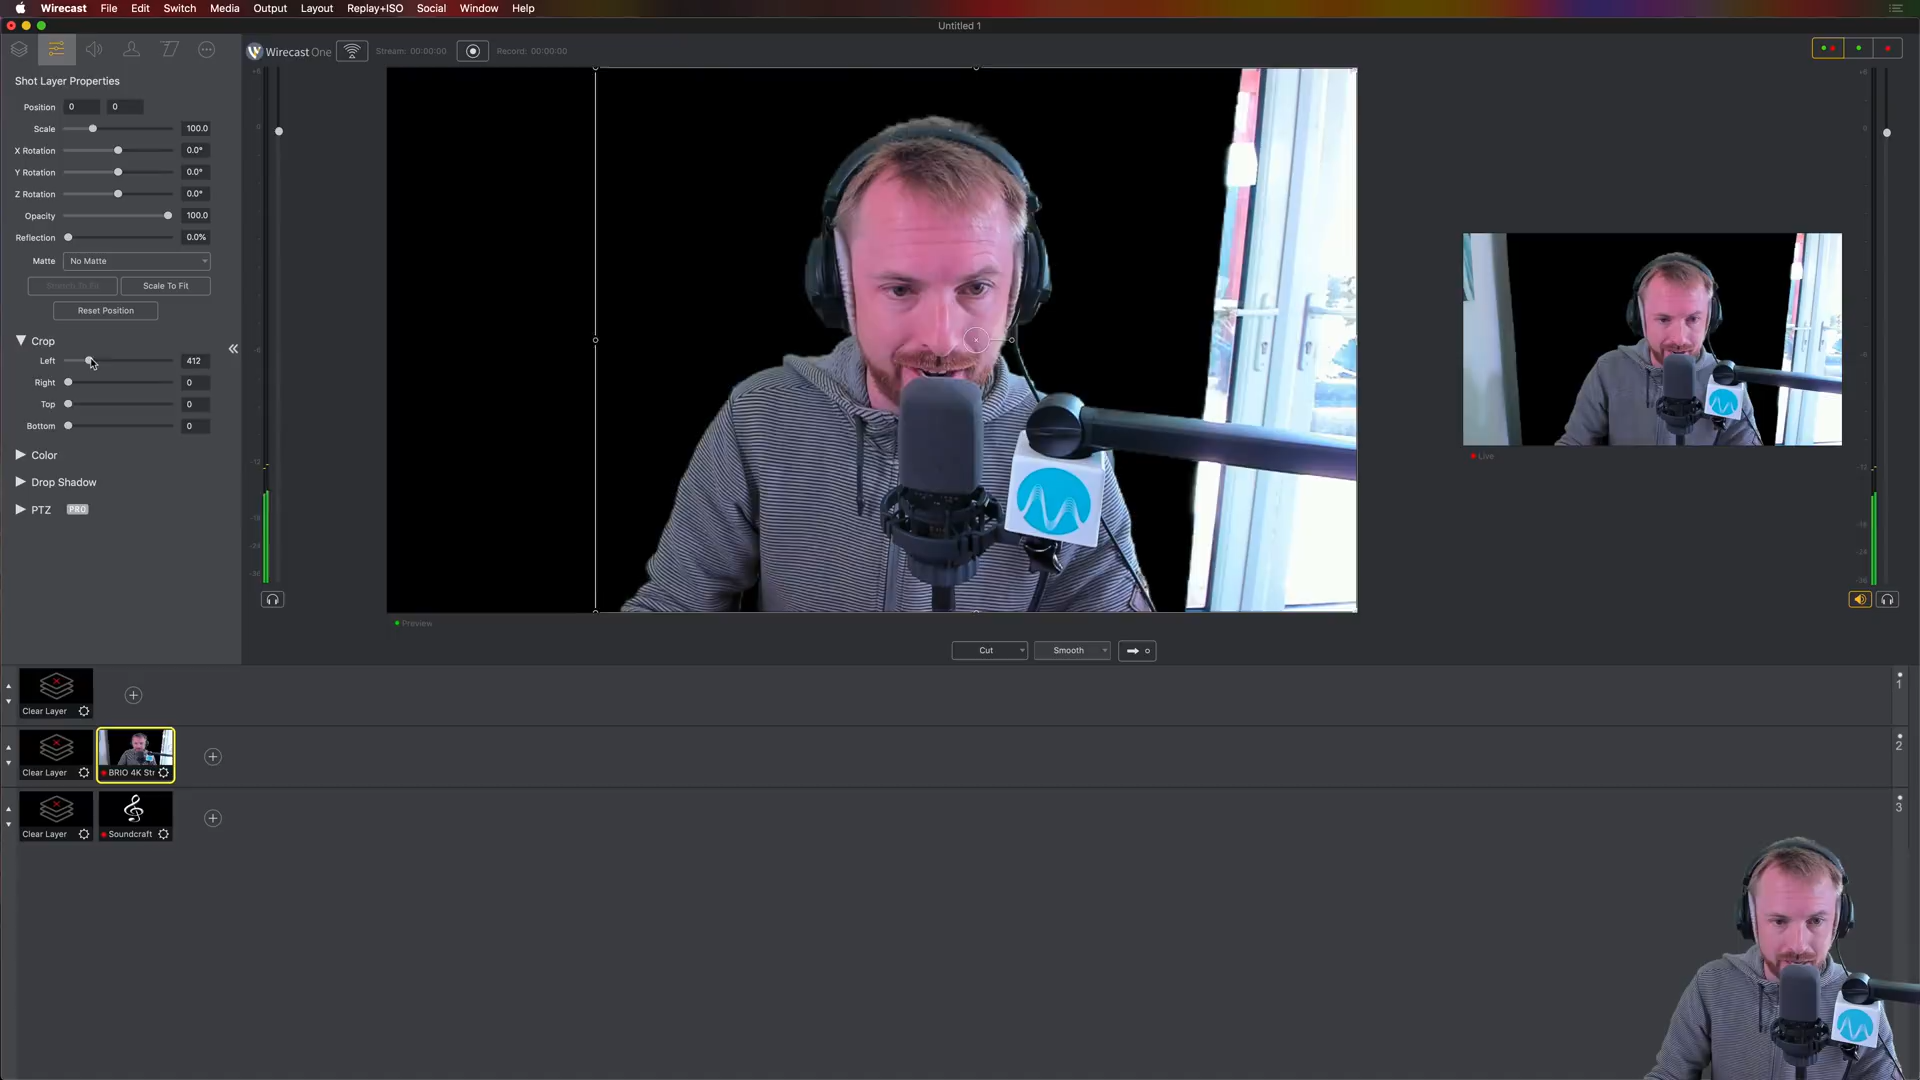 Wirecast File Edit Switch Media Output Layout Replay+ISO Social Window Help
Untitled 1
Wirecast One Stream: 00:00:00 Record: 00:00:00
Shot Layer Properties
Position 0 0
Scale 100.0
X Rotation 0.0°
Y Rotation 0.0°
Z Rotation 0.0°
Opacity 100.0
Reflection 0.0%
Matte No Matte
Stretch To Fit Scale To Fit
Reset Position
Crop
Left 412
Right 0
Top 0
Bottom 0
Color
Drop Shadow
PTZ PRO
Preview
Live
Cut Smooth
Clear Layer
1
Clear Layer BRIO 4K Str
2
Clear Layer Soundcraft
3